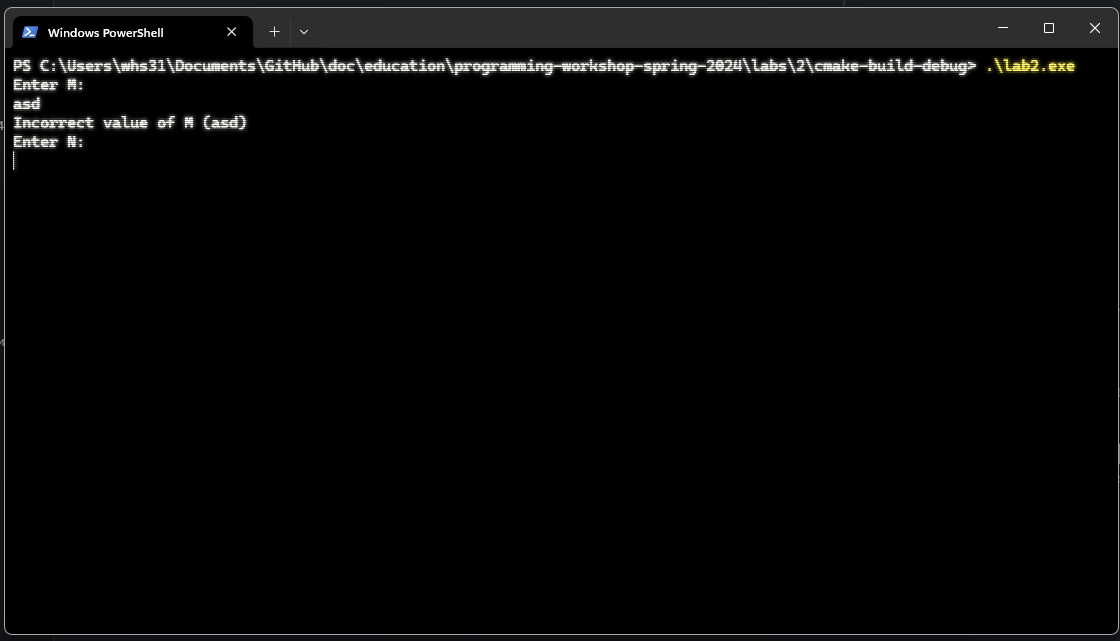 Windows PowerShell
PS C:\Users\whs31\Documents\GitHub\doc\education\programming-workshop-spring-2024\labs\2\cmake-build-debug> .\lab2.exe
Enter M:
asd
Incorrect value of M (asd)
Enter N: